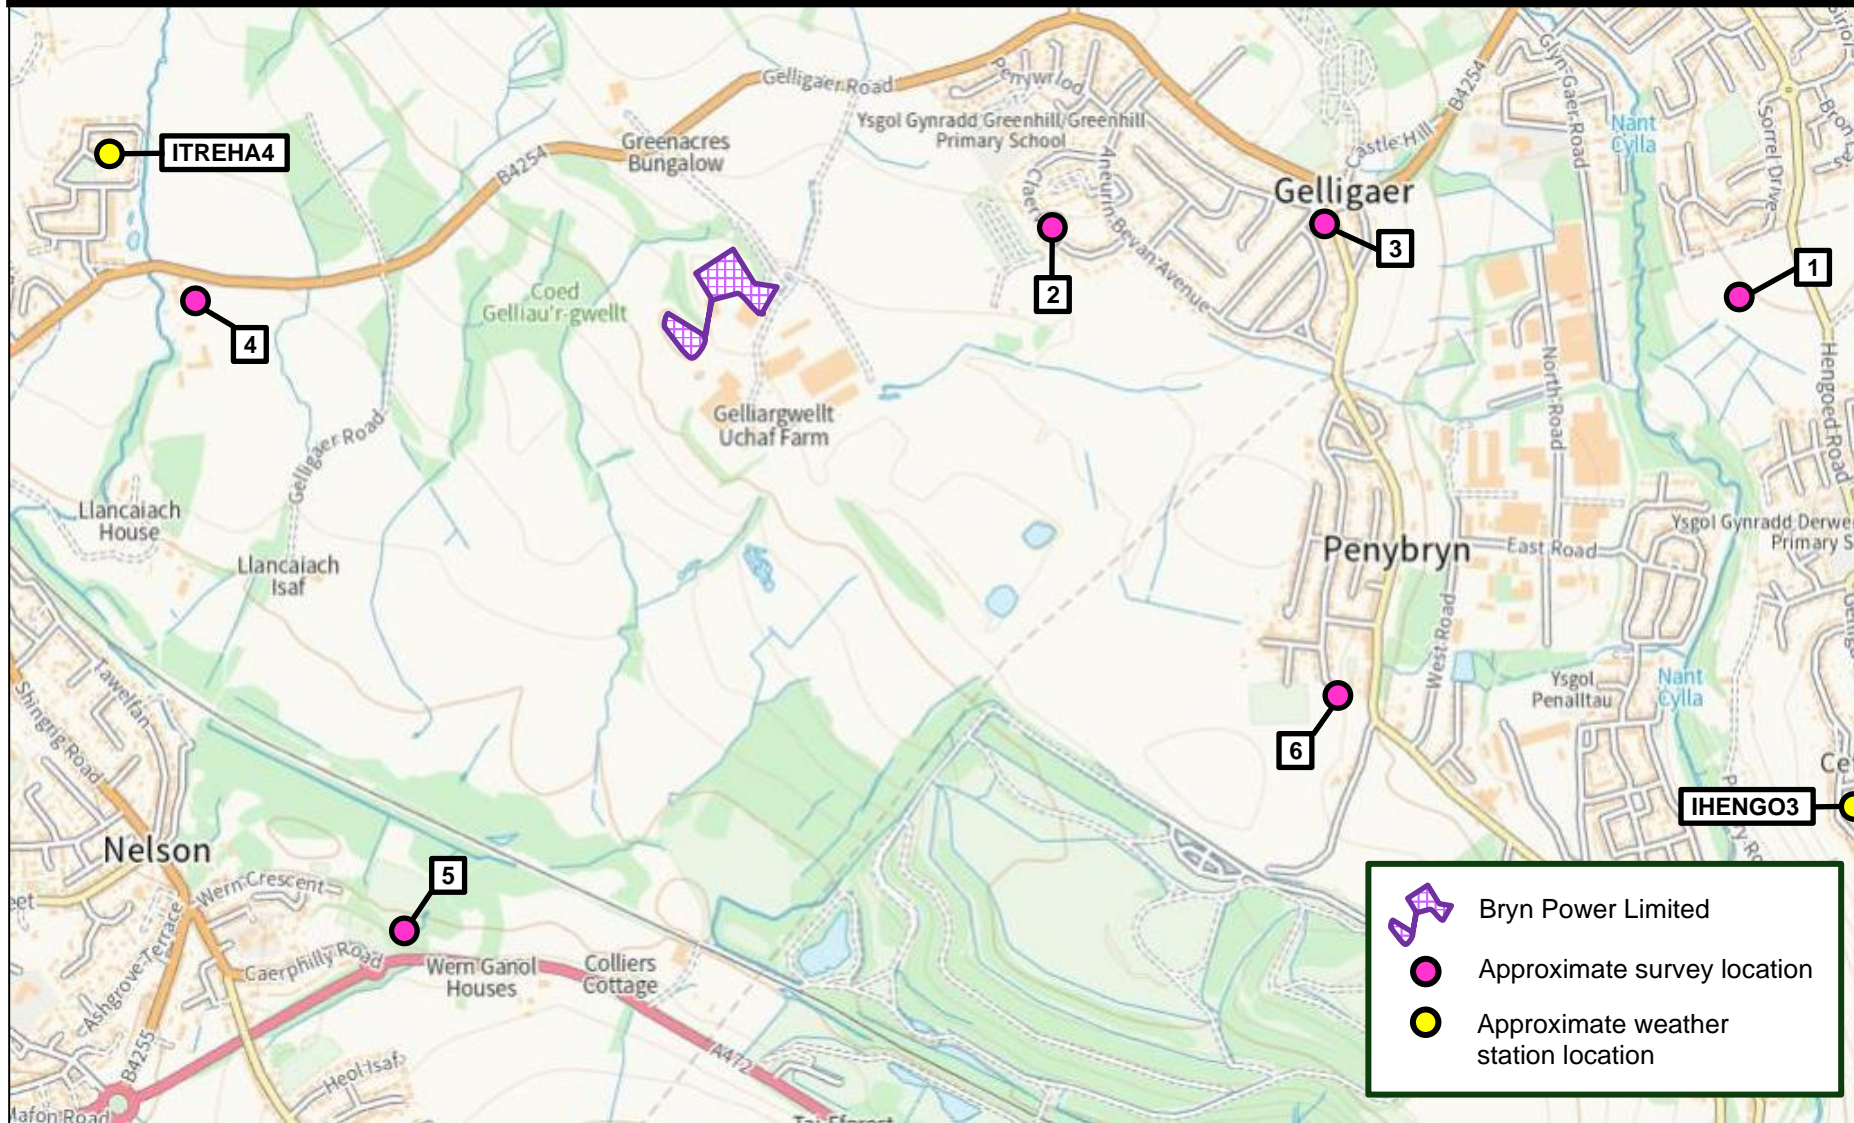 Gelligaer Road
Penywrlod
Glyn-Gaer Road
B4254
Ysgol Gynradd Greenhill/Greenhill
Primary School
Nant
Cylla
Sorrel Drive
ITREHA4
Greenacres
Bungalow
B4254
Castle Hill
Aneurin Bevan Avenue
Gelligaer
3
2
1
4
Coed
Gelliau'r-gwellt
North Road
Hengoed Road
Gelliargwellt
Uchaf Farm
Gelligaer Road
Llancaiach
House
Llancaiach
Isaf
Penybryn
East Road
Ysgol Gynradd Derwe
Primary S
West Road
Tawelfan
Shingrig Road
Ysgol
Penalltau
Nant
Cylla
6
IHENGO3
Nelson
Wern Crescent
5
Caerphilly Road
Ashgrove Terrace
Wern Ganol
Houses
Colliers
Cottage
B4255
A472
Heol Isaf
Mafon Road
Bryn Power Limited
Approximate survey location
Approximate weather
station location